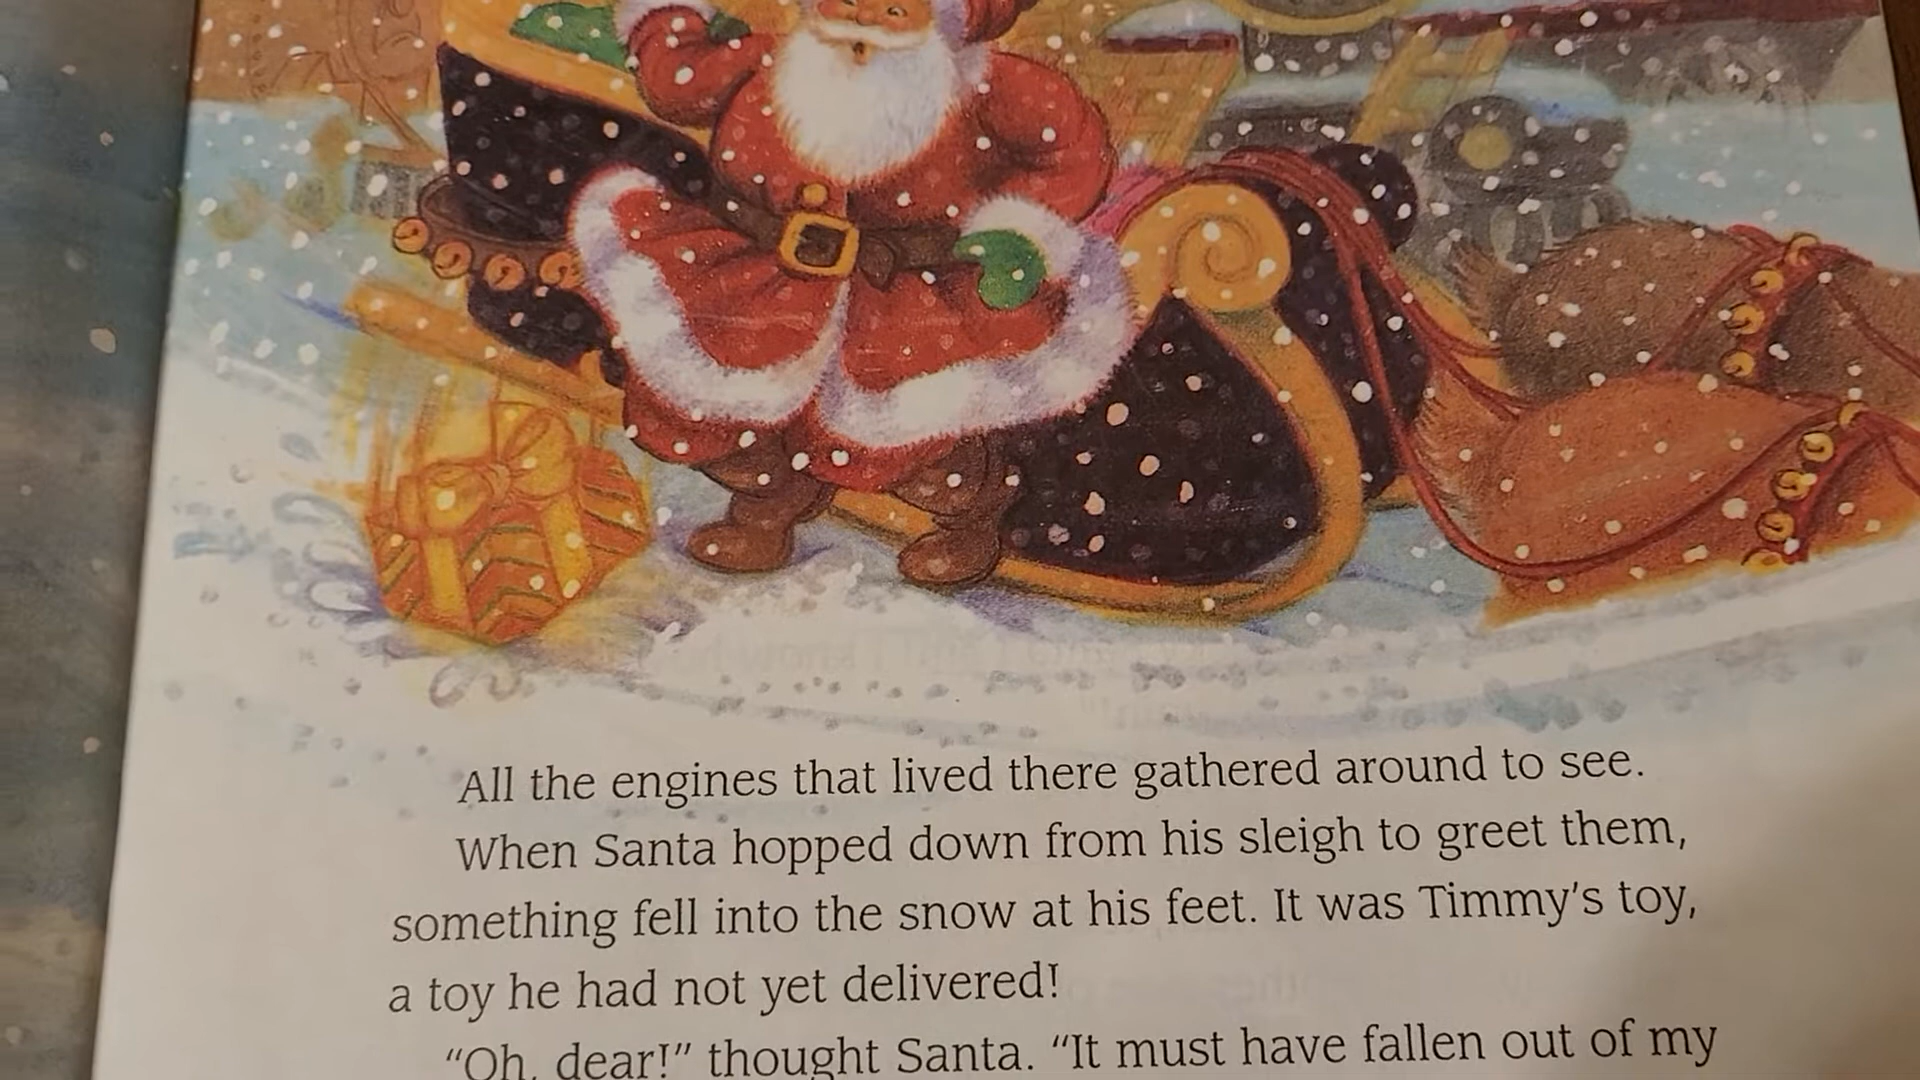 All the engines that lived there gathered around to see.
When Santa hopped down from his sleigh to greet them,
something fell into the snow at his feet. It was Timmy's toy,
a toy he had not yet delivered!
"Oh, dear!" thought Santa. "It must have fallen out of my